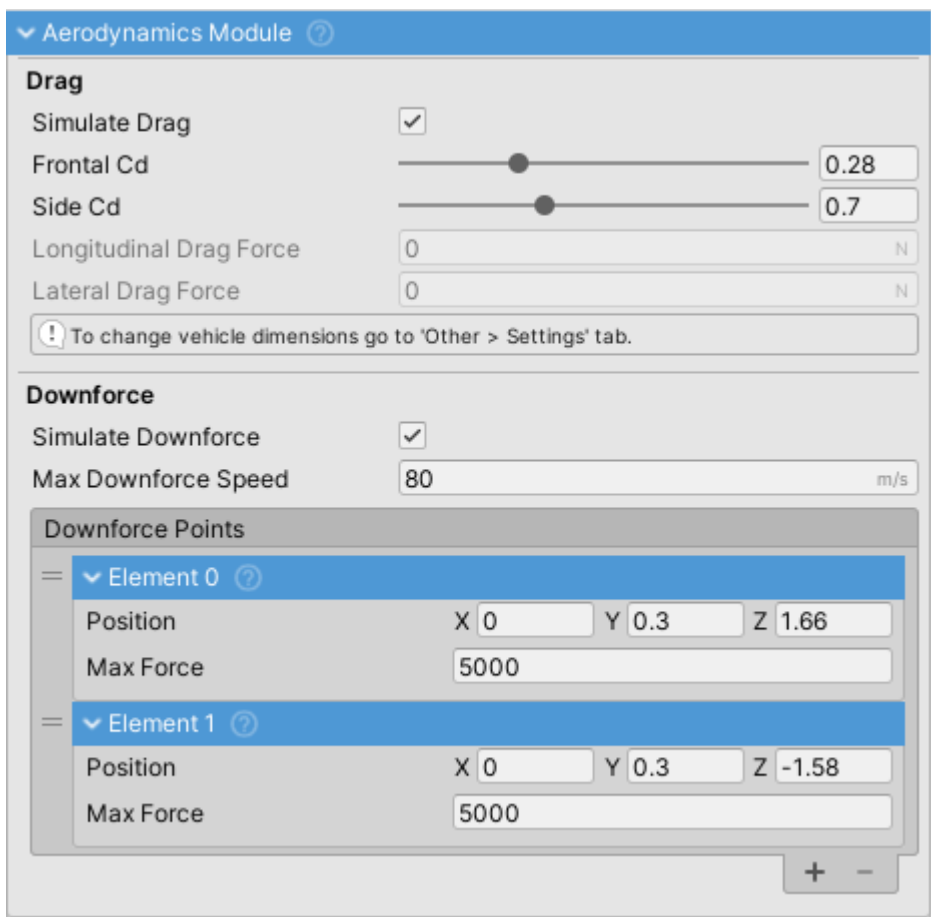 Aerodynamics Module ?
Drag
Simulate Drag
Frontal Cd 0.28
Side Cd 0.7
Longitudinal Drag Force 0 N
Lateral Drag Force 0 N
! To change vehicle dimensions go to 'Other > Settings' tab.
Downforce
Simulate Downforce
Max Downforce Speed 80 m/s
Downforce Points
Element 0 ?
Position X 0 Y 0.3 Z 1.66
Max Force 5000
Element 1 ?
Position X 0 Y 0.3 Z -1.58
Max Force 5000
+ −